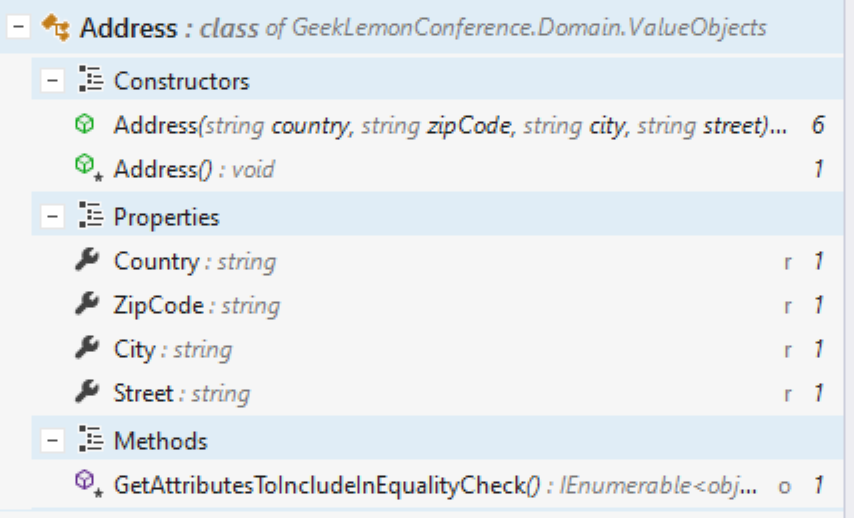 Address : class of GeekLemonConference.Domain.ValueObjects
Constructors
Address(string country, string zipCode, string city, string street)... 6
Address() : void 1
Properties
Country : string r 1
ZipCode : string r 1
City : string r 1
Street : string r 1
Methods
GetAttributesToIncludeInEqualityCheck() : IEnumerable<obj... o 1